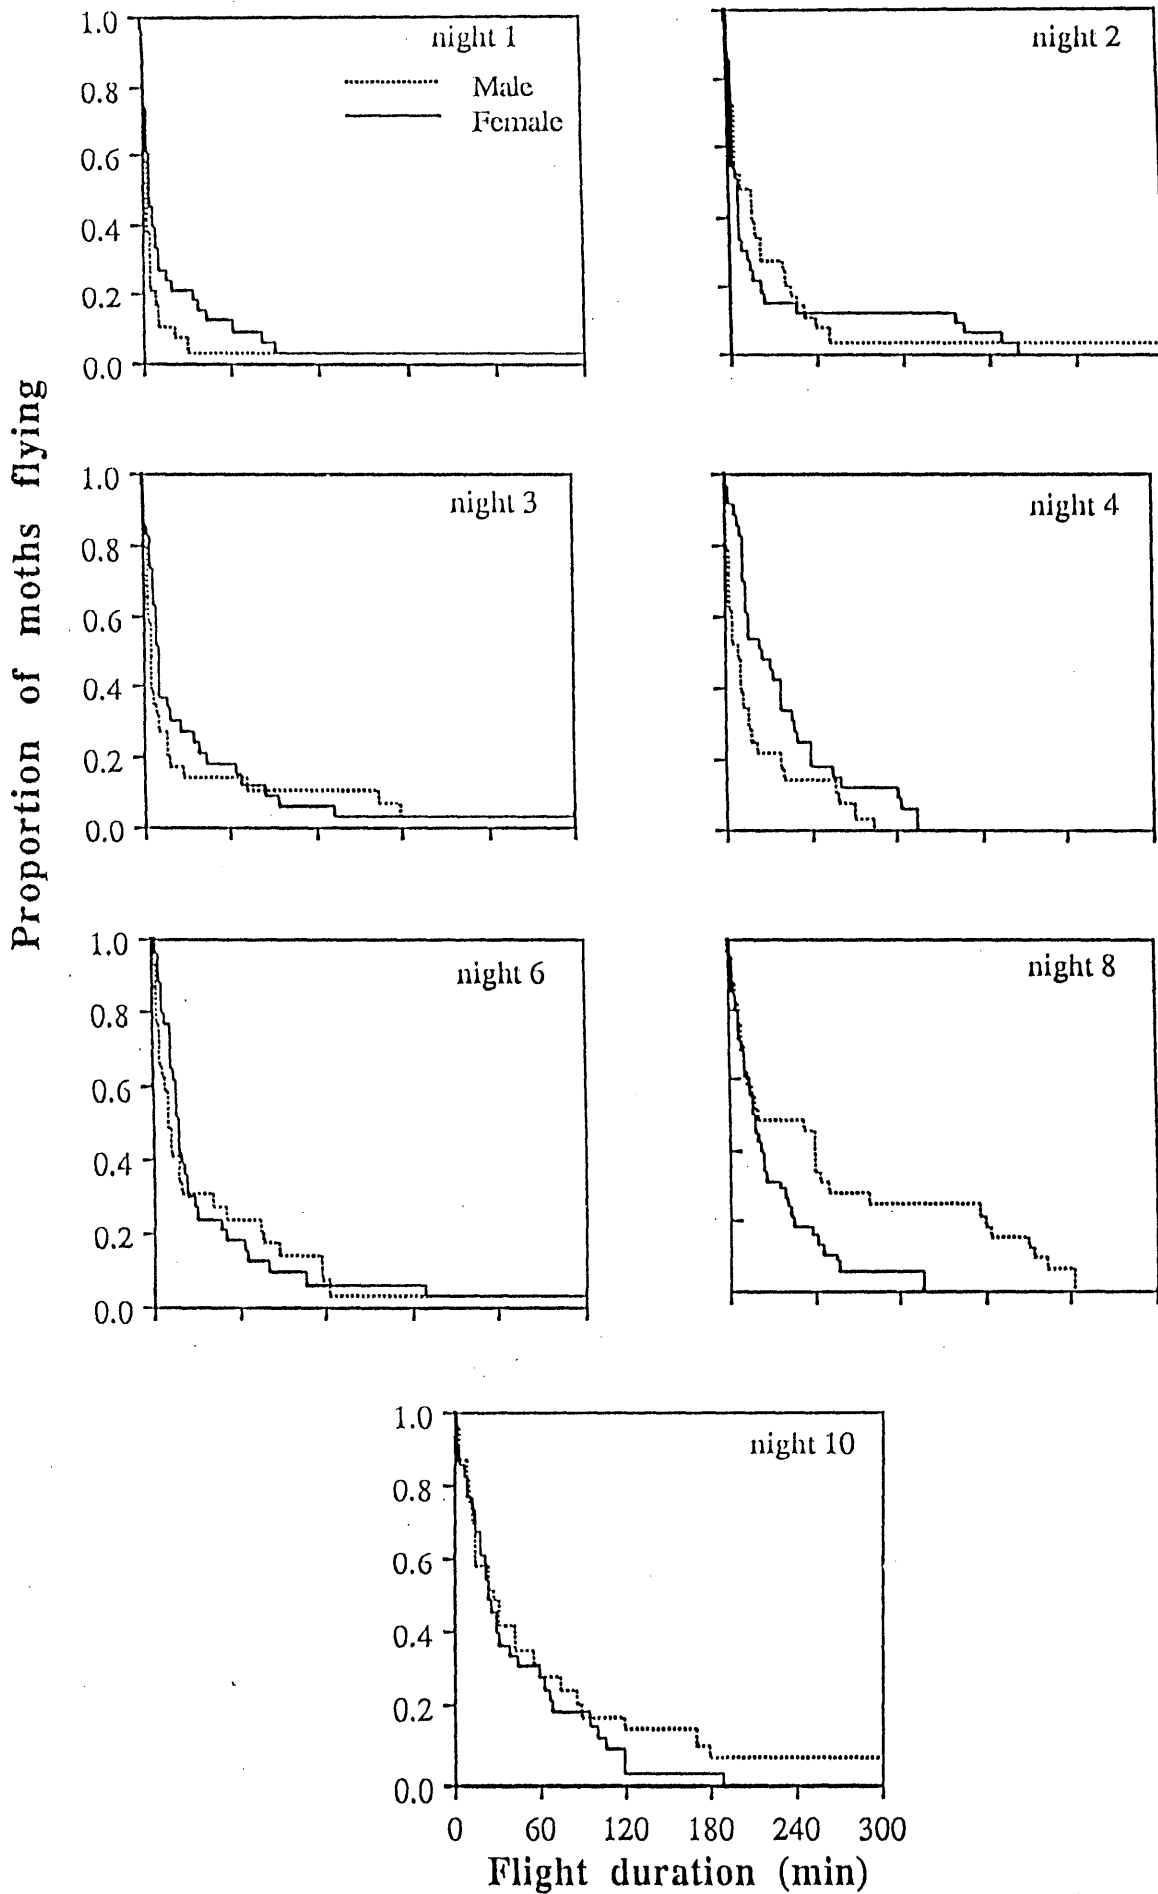 Proportion of moths flying
1.0
0.8
0.6
0.4
0.2
0.0
night 1
Male
Female
night 2
1.0
0.8
0.6
0.4
0.2
0.0
night 3
night 4
1.0
0.8
0.6
0.4
0.2
0.0
night 6
night 8
1.0
0.8
0.6
0.4
0.2
0.0
night 10
0 60 120 180 240 300
Flight duration (min)